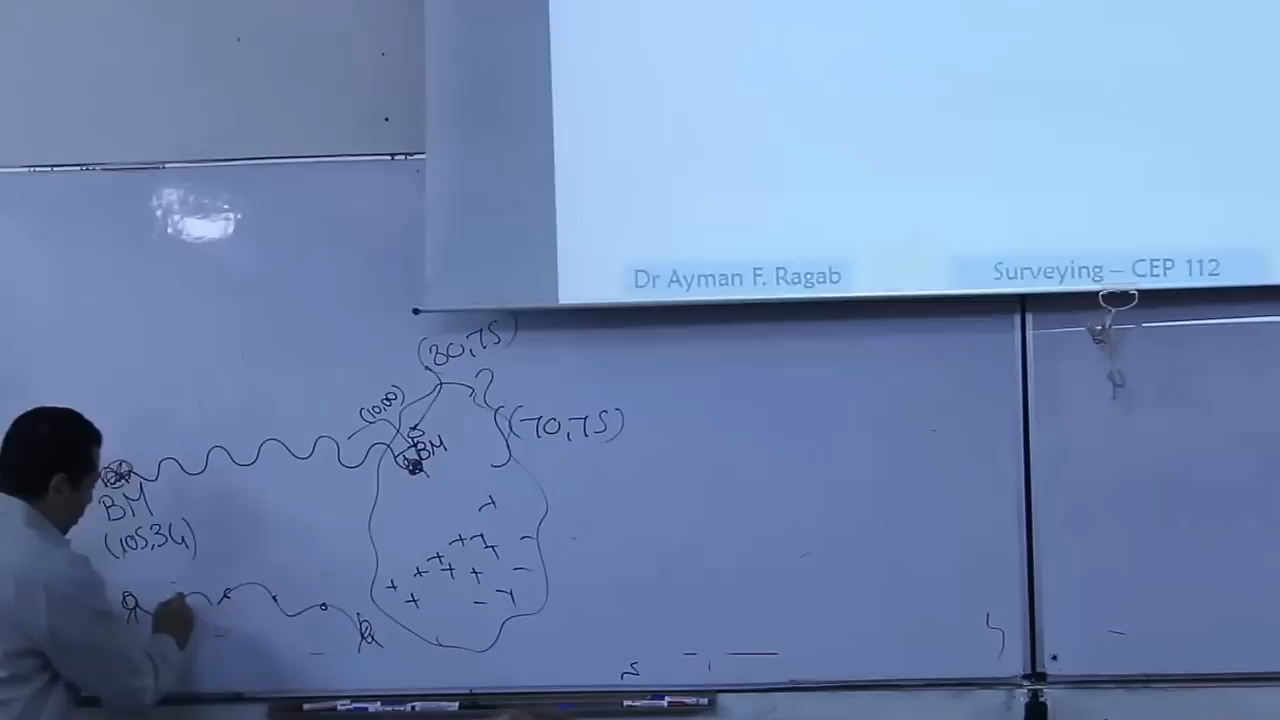 Dr Ayman F. Ragab
Surveying – CEP 112
(80,75)
(10,00)
(70,75)
BM
BM
(105,34)